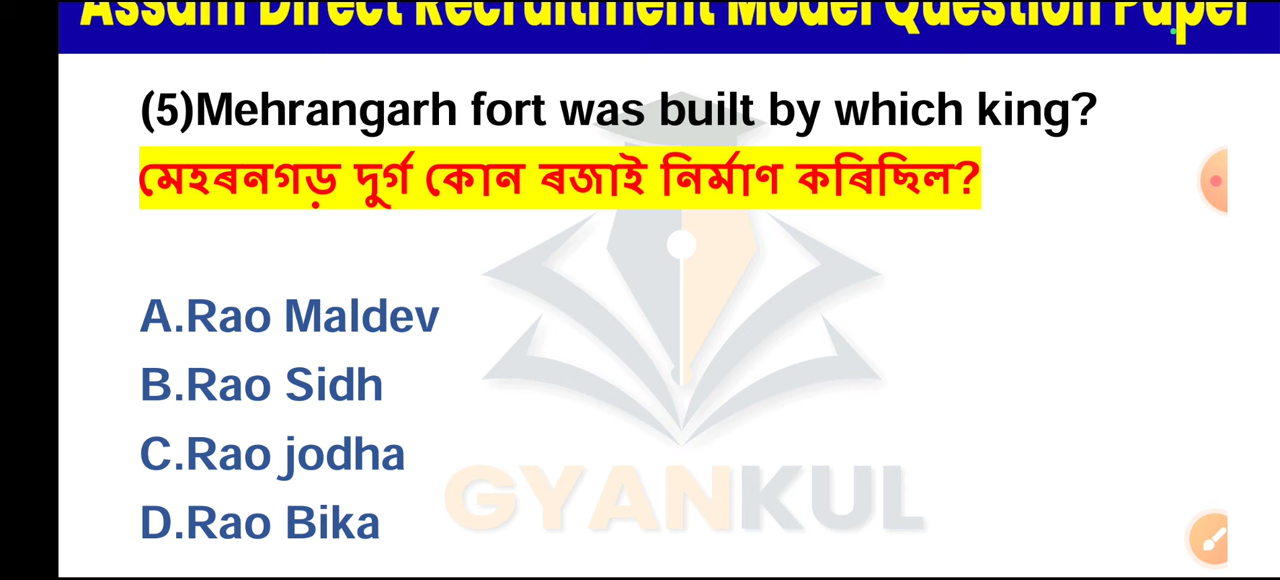 Assam Direct Recruitment Model Question Paper
(5)Mehrangarh fort was built by which king?
মেহৰনগড় দুৰ্গ কোন ৰজাই নিৰ্মাণ কৰিছিল?
A.Rao Maldev
B.Rao Sidh
C.Rao jodha
D.Rao Bika
GYANKUL